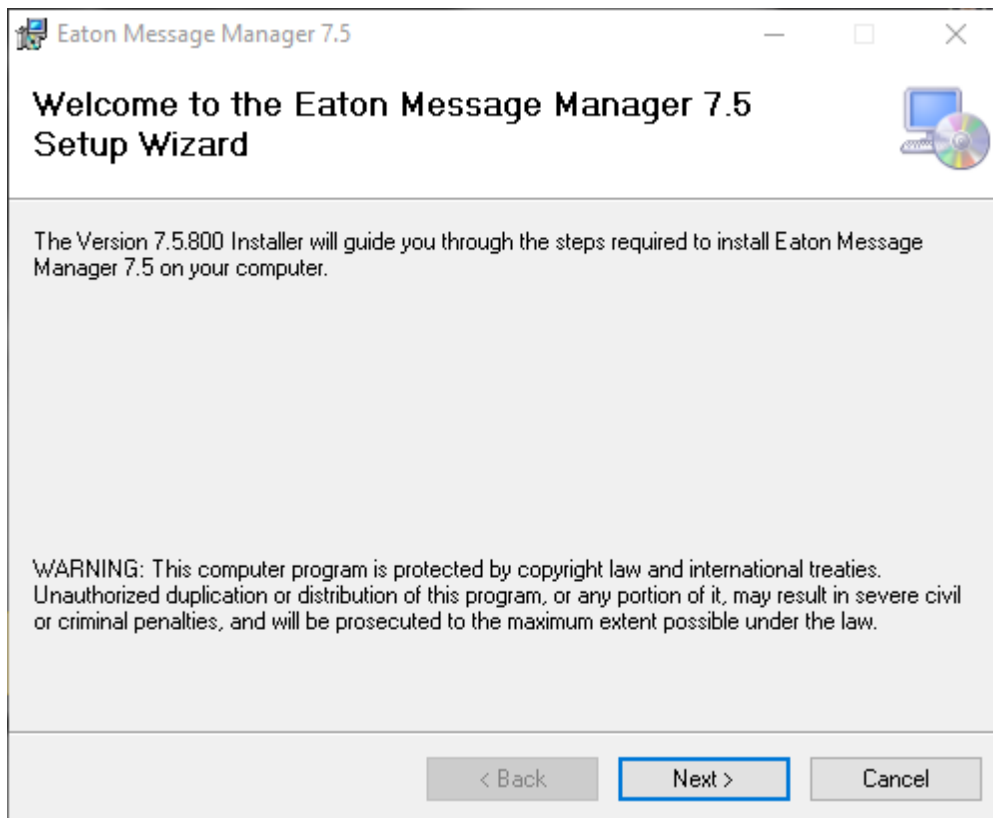 Eaton Message Manager 7.5
Welcome to the Eaton Message Manager 7.5
Setup Wizard
The Version 7.5.800 Installer will guide you through the steps required to install Eaton Message
Manager 7.5 on your computer.
WARNING: This computer program is protected by copyright law and international treaties.
Unauthorized duplication or distribution of this program, or any portion of it, may result in severe civil
or criminal penalties, and will be prosecuted to the maximum extent possible under the law.
< Back Next > Cancel